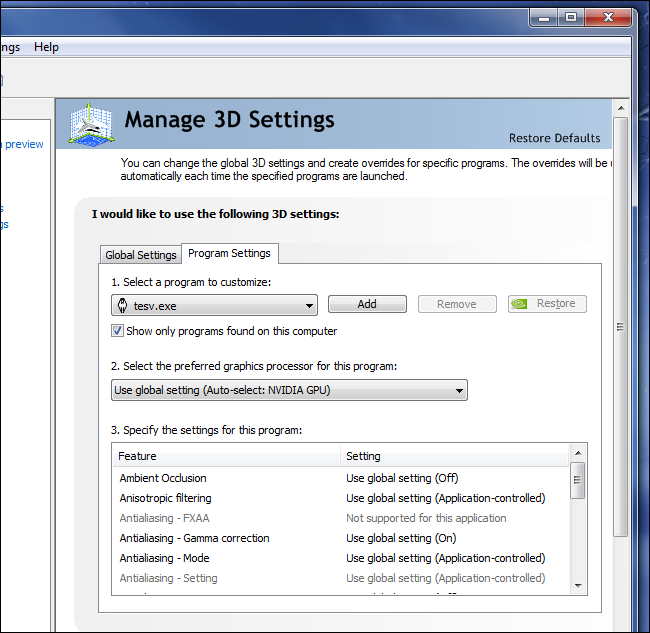 ngs Help
Manage 3D Settings
Restore Defaults
preview
You can change the global 3D settings and create overrides for specific programs. The overrides will be
automatically each time the specified programs are launched.
s
gs
I would like to use the following 3D settings:
Global Settings Program Settings
1. Select a program to customize:
tesv.exe Add Remove Restore
Show only programs found on this computer
2. Select the preferred graphics processor for this program:
Use global setting (Auto-select: NVIDIA GPU)
3. Specify the settings for this program:
Feature Setting
Ambient Occlusion Use global setting (Off)
Anisotropic filtering Use global setting (Application-controlled)
Antialiasing - FXAA Not supported for this application
Antialiasing - Gamma correction Use global setting (On)
Antialiasing - Mode Use global setting (Application-controlled)
Antialiasing - Setting Use global setting (Application-controlled)